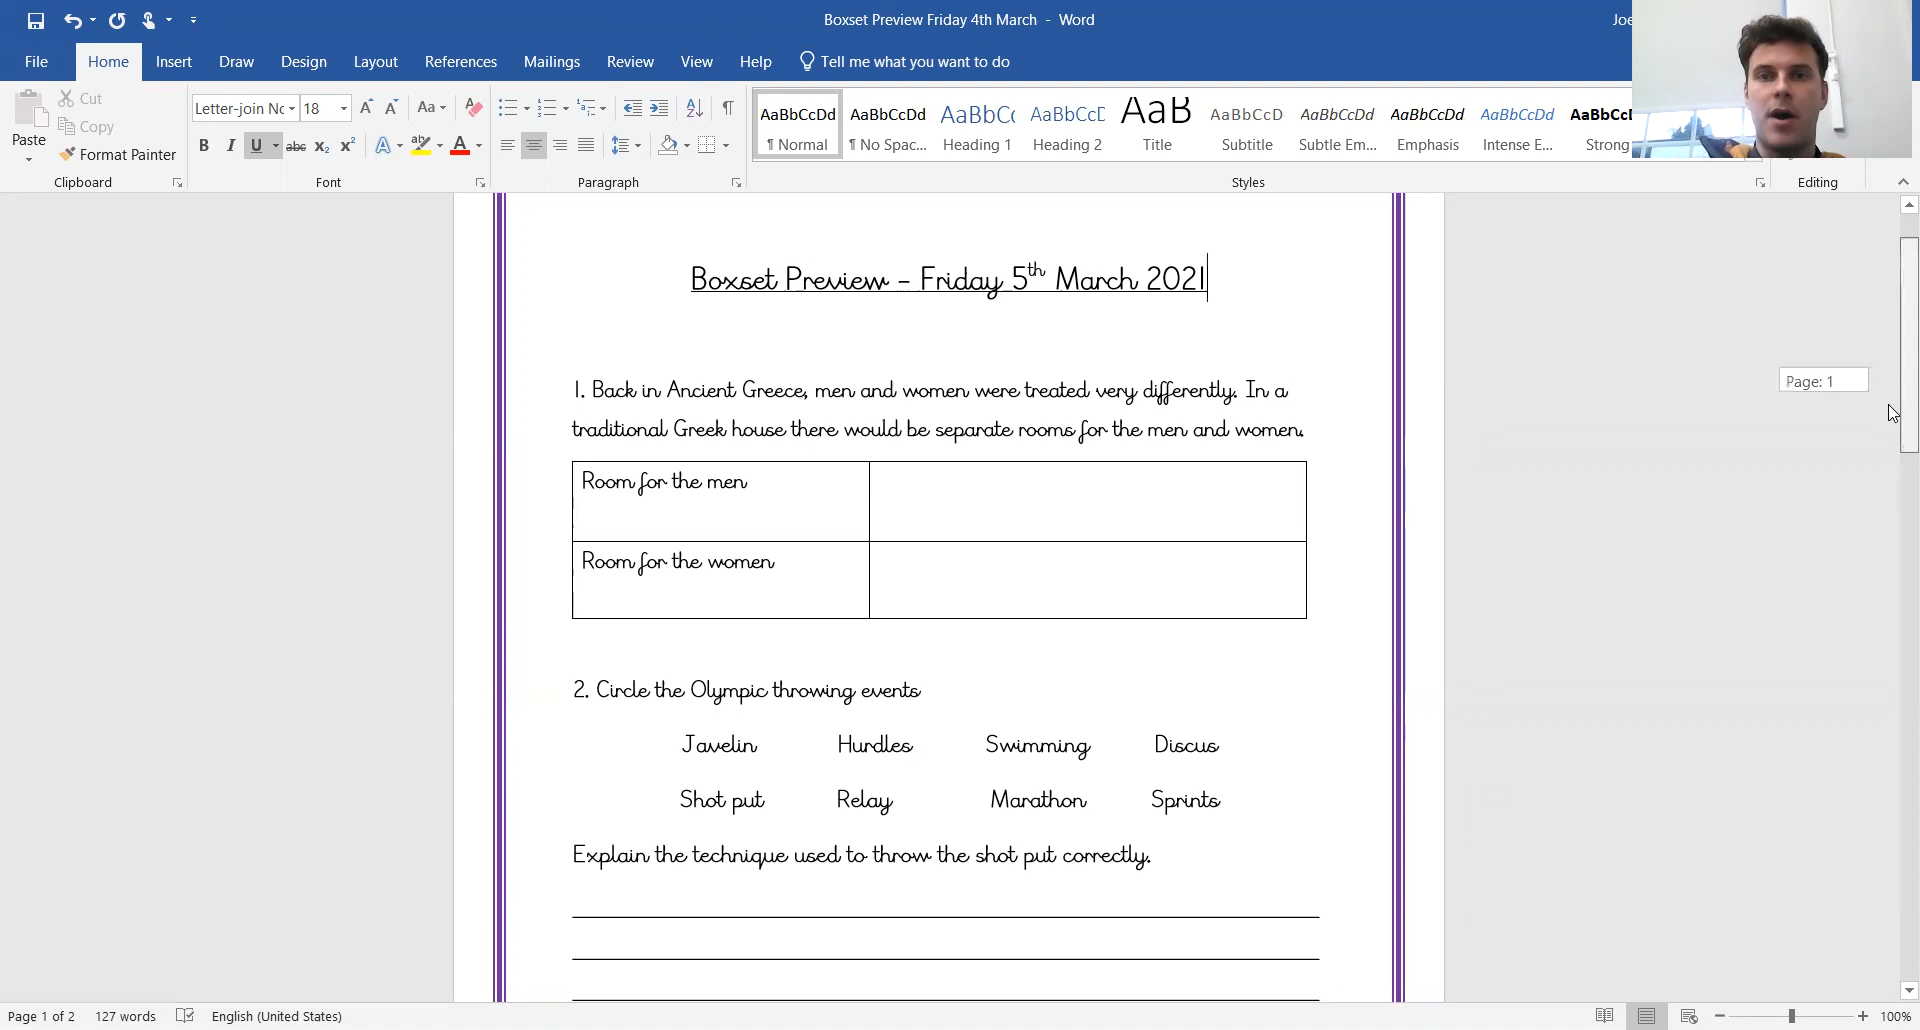 Boxset Preview Friday 4th March - Word
Joe
File Home Insert Draw Design Layout References Mailings Review View Help Tell me what you want to do
Paste
Cut
Copy
Format Painter
Clipboard
Letter-join Nc 18
Aa
B I U abc x₂ x²
Font
Paragraph
AaBbCcDd AaBbCcDd AaBbCc AaBbCcC AaB AaBbCcD AaBbCcDd AaBbCcDd AaBbCcDd AaBbCcD
¶ Normal ¶ No Spac... Heading 1 Heading 2 Title Subtitle Subtle Em... Emphasis Intense E... Strong
Styles
Editing
Boxset Preview – Friday 5th March 2021
1. Back in Ancient Greece, men and women were treated very differently. In a
traditional Greek house there would be separate rooms for the men and women.
Room for the men
Room for the women
2. Circle the Olympic throwing events
Javelin Hurdles Swimming Discus
Shot put Relay Marathon Sprints
Explain the technique used to throw the shot put correctly.
Page: 1
Page 1 of 2 127 words English (United States) 100%